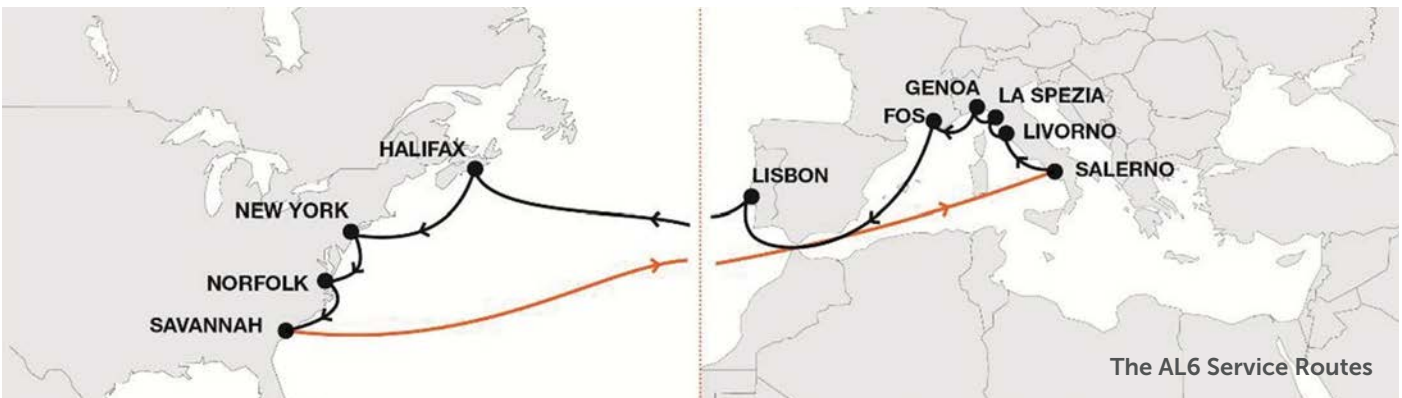 GENOA
LA SPEZIA
FOS
LIVORNO
HALIFAX
SALERNO
LISBON
NEW YORK
NORFOLK
SAVANNAH
The AL6 Service Routes